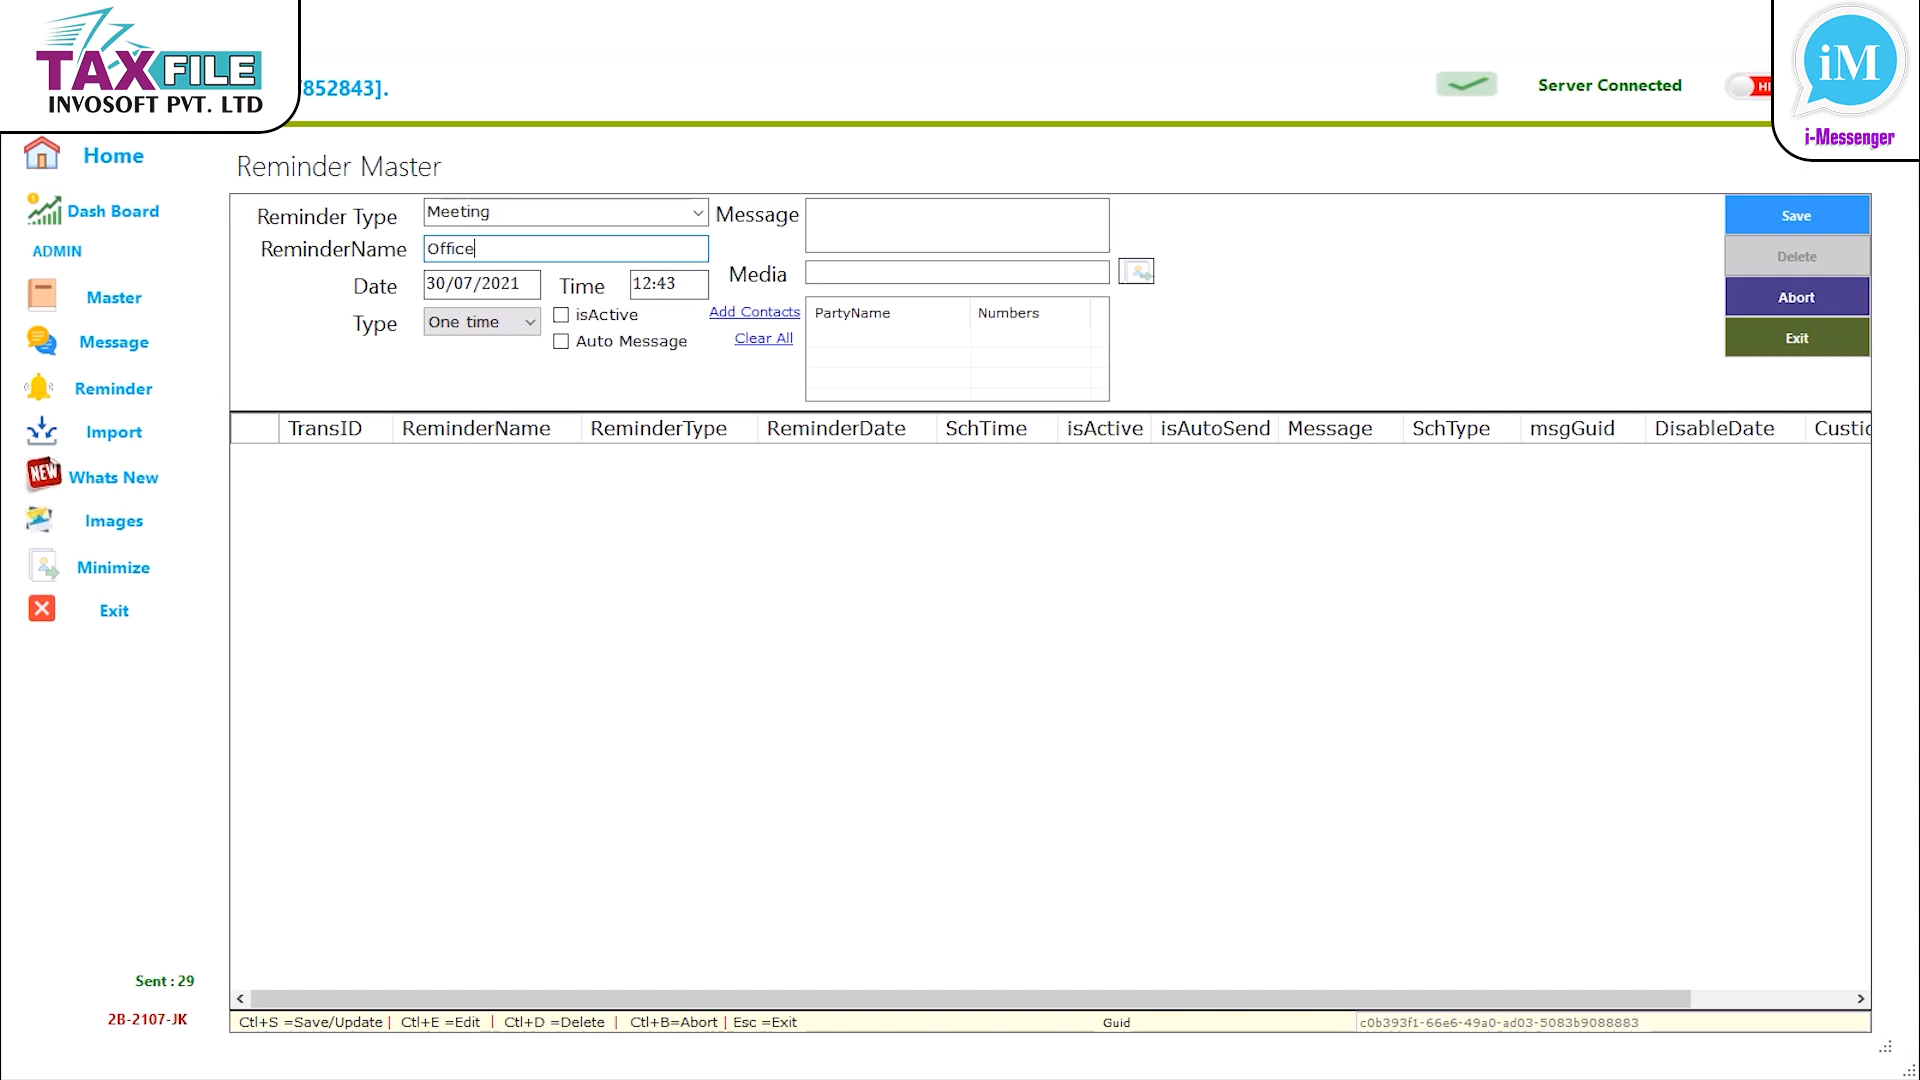 TAXFILE
INVOSOFT PVT. LTD
852843].
Server Connected
iM
i-Messenger
Home
Dash Board
ADMIN
Master
Message
Reminder
Import
NEW
Whats New
Images
Minimize
Exit
Sent : 29
2B-2107-JK
Reminder Master
Reminder Type
Meeting
Message
ReminderName
Office
Date
30/07/2021
Time
12:43
Media
Type
One time
isActive
Auto Message
Add Contacts
Clear All
PartyName Numbers
Save
Delete
Abort
Exit
TransID ReminderName ReminderType ReminderDate SchTime isActive isAutoSend Message SchType msgGuid DisableDate
Ctl+S =Save/Update | Ctl+E =Edit | Ctl+D =Delete | Ctl+B=Abort | Esc =Exit
Guid
c0b393f1-66e6-49a0-ad03-5083b9088883